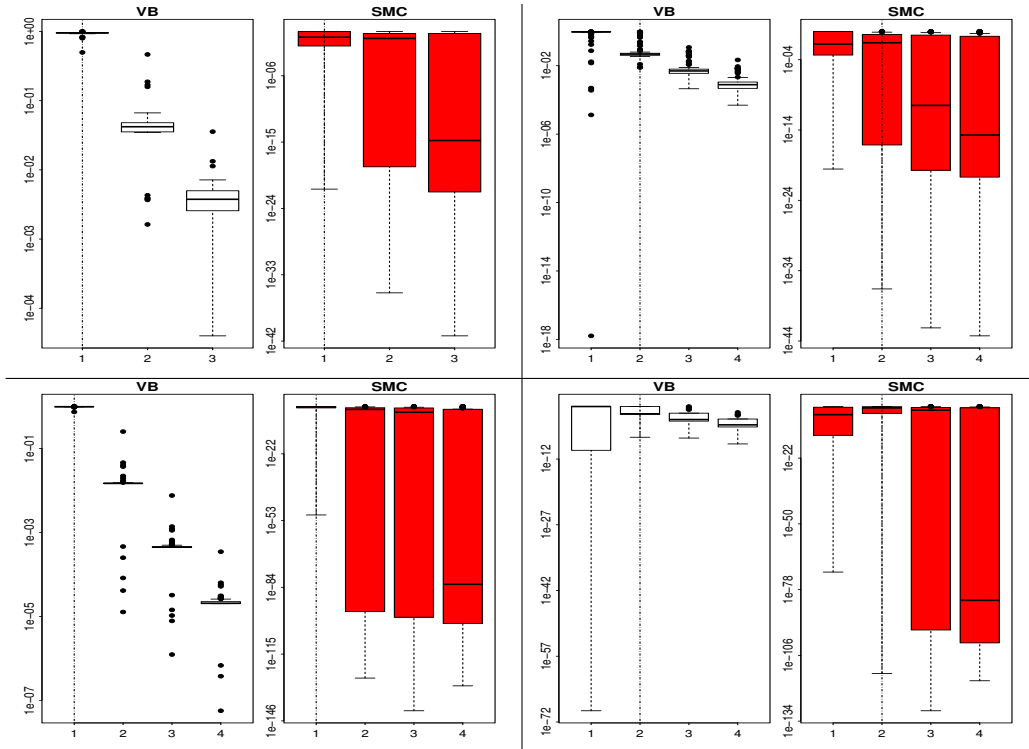 VB
SMC
VB
SMC
1e+00
1e−01
1e−02
1e−03
1e−04
1 2 3
1e−06
1e−15
1e−24
1e−33
1e−42
1 2 3
1e−02
1e−06
1e−10
1e−14
1e−18
1 2 3 4
1e−04
1e−14
1e−24
1e−34
1e−44
1 2 3 4
VB
SMC
VB
SMC
1e−01
1e−03
1e−05
1e−07
1 2 3 4
1e−22
1e−53
1e−84
1e−115
1e−146
1 2 3 4
1e−12
1e−27
1e−42
1e−57
1e−72
1 2 3 4
1e−22
1e−50
1e−78
1e−106
1e−134
1 2 3 4